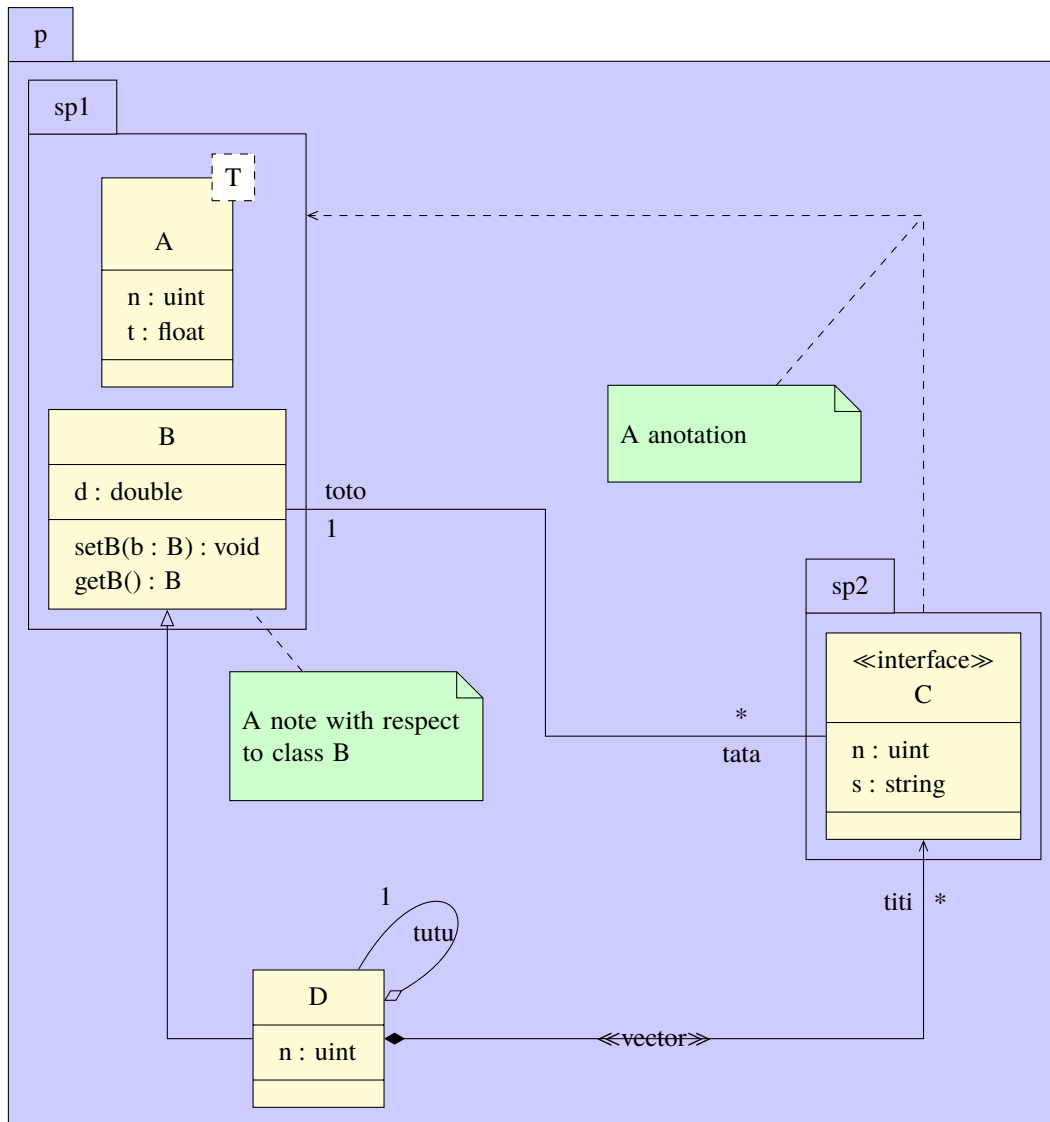 p
sp1
T
A
n : uint
t : float
B
d : double
setB(b : B) : void
getB() : B
toto
1
A anotation
sp2
≪interface≫
C
n : uint
s : string
*
tata
A note with respect
to class B
titi *
1
tutu
D
n : uint
≪vector≫